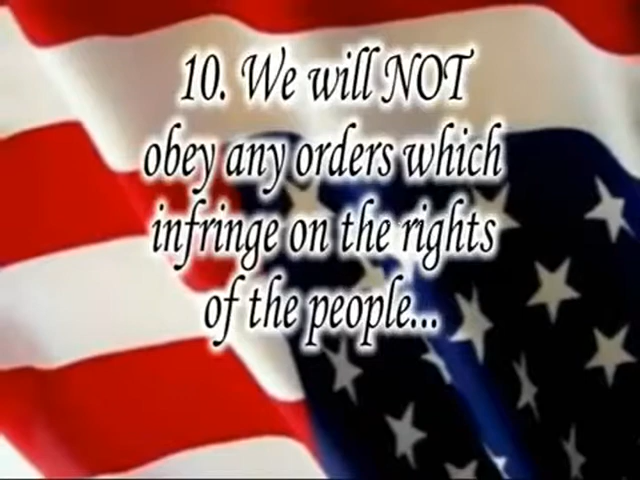 10. We will NOT
obey any orders which
infringe on the rights
of the people...